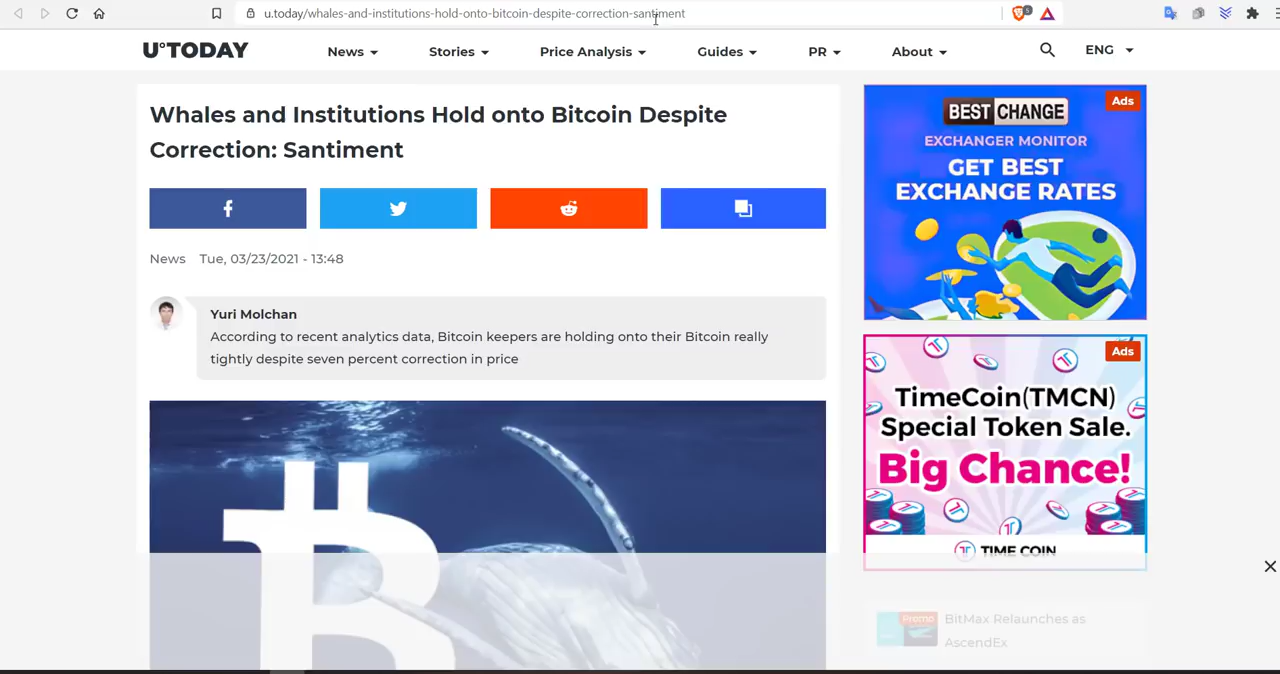 u.today/whales-and-institutions-hold-onto-bitcoin-despite-correction-santiment
5
U°TODAY
News
Stories
Price Analysis
Guides
PR
About
ENG
Whales and Institutions Hold onto Bitcoin Despite
Correction: Santiment
News Tue, 03/23/2021 - 13:48
Yuri Molchan
According to recent analytics data, Bitcoin keepers are holding onto their Bitcoin really
tightly despite seven percent correction in price
Ads
BEST CHANGE
EXCHANGER MONITOR
GET BEST
EXCHANGE RATES
Ads
TimeCoin(TMCN)
Special Token Sale.
Big Chance!
TIME COIN
Promo
BitMax Relaunches as
AscendEx